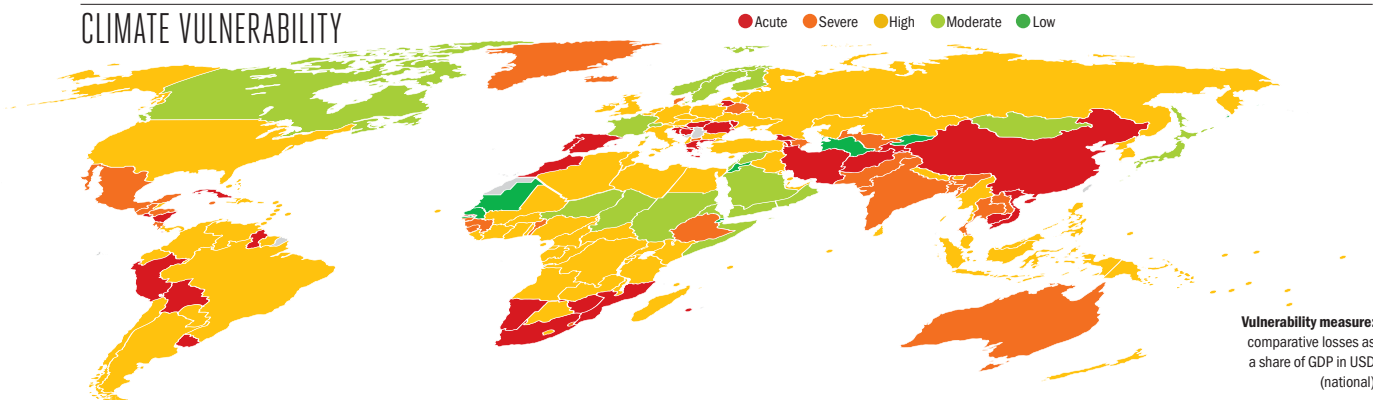 CLIMATE VULNERABILITY
Acute Severe High Moderate Low
Vulnerability measure:
comparative losses as
a share of GDP in USD
(national)